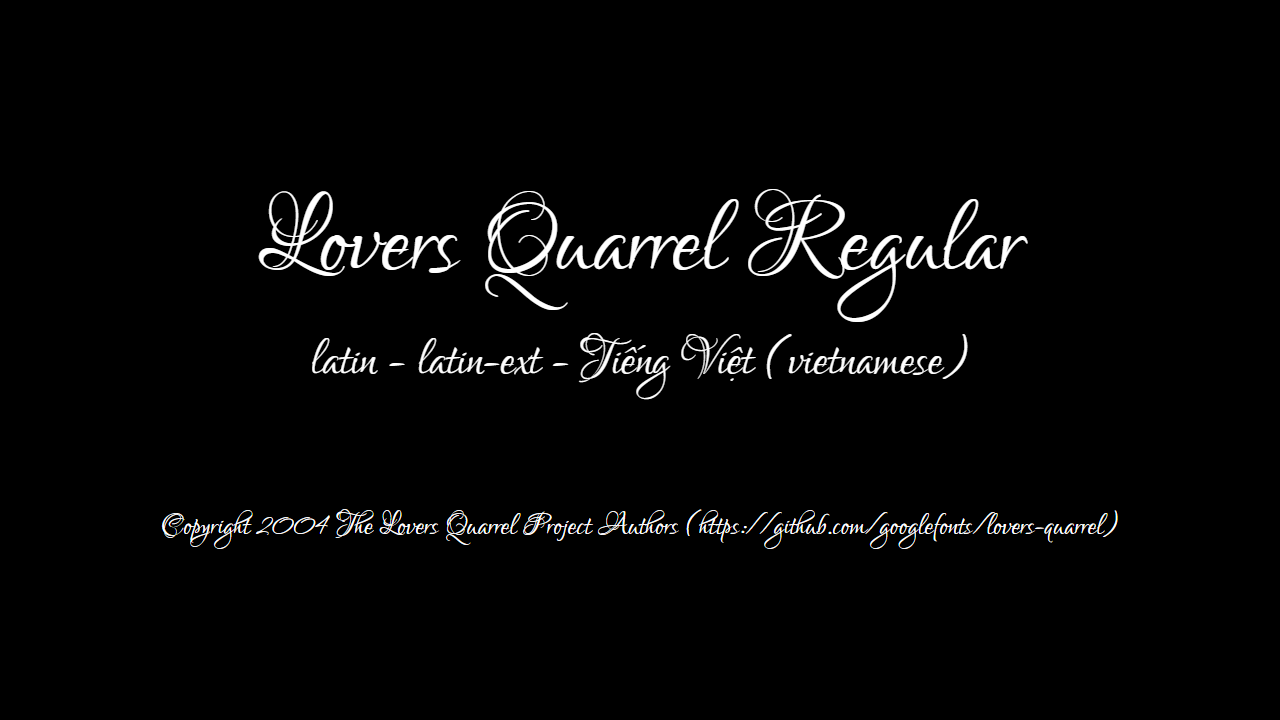 Lovers Quarrel Regular
latin - latin-ext - Tiếng Việt (vietnamese)
Copyright 2004 The Lovers Quarrel Project Authors (https://github.com/googlefonts/lovers-quarrel)